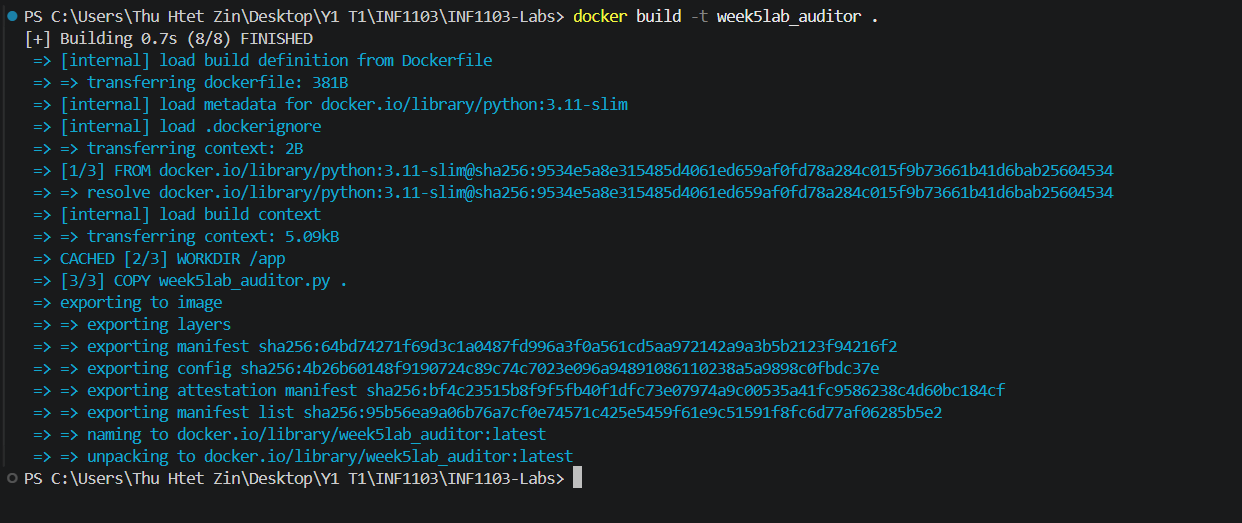 PS C:\Users\Thu Htet Zin\Desktop\Y1 T1\INF1103\INF1103-Labs> docker build -t week5lab_auditor .
[+] Building 0.7s (8/8) FINISHED
=> [internal] load build definition from Dockerfile
=> => transferring dockerfile: 381B
=> [internal] load metadata for docker.io/library/python:3.11-slim
=> [internal] load .dockerignore
=> => transferring context: 2B
=> [1/3] FROM docker.io/library/python:3.11-slim@sha256:9534e5a8e315485d4061ed659af0fd78a284c015f9b73661b41d6bab25604534
=> => resolve docker.io/library/python:3.11-slim@sha256:9534e5a8e315485d4061ed659af0fd78a284c015f9b73661b41d6bab25604534
=> [internal] load build context
=> => transferring context: 5.09kB
=> CACHED [2/3] WORKDIR /app
=> [3/3] COPY week5lab_auditor.py .
=> exporting to image
=> => exporting layers
=> => exporting manifest sha256:64bd74271f69d3c1a0487fd996a3f0a561cd5aa972142a9a3b5b2123f94216f2
=> => exporting config sha256:4b26b60148f9190724c89c74c7023e096a94891086110238a5a9898c0fbdc37e
=> => exporting attestation manifest sha256:bf4c23515b8f9f5fb40f1dfc73e07974a9c00535a41fc9586238c4d60bc184cf
=> => exporting manifest list sha256:95b56ea9a06b76a7cf0e74571c425e5459f61e9c51591f8fc6d77af06285b5e2
=> => naming to docker.io/library/week5lab_auditor:latest
=> => unpacking to docker.io/library/week5lab_auditor:latest
PS C:\Users\Thu Htet Zin\Desktop\Y1 T1\INF1103\INF1103-Labs>